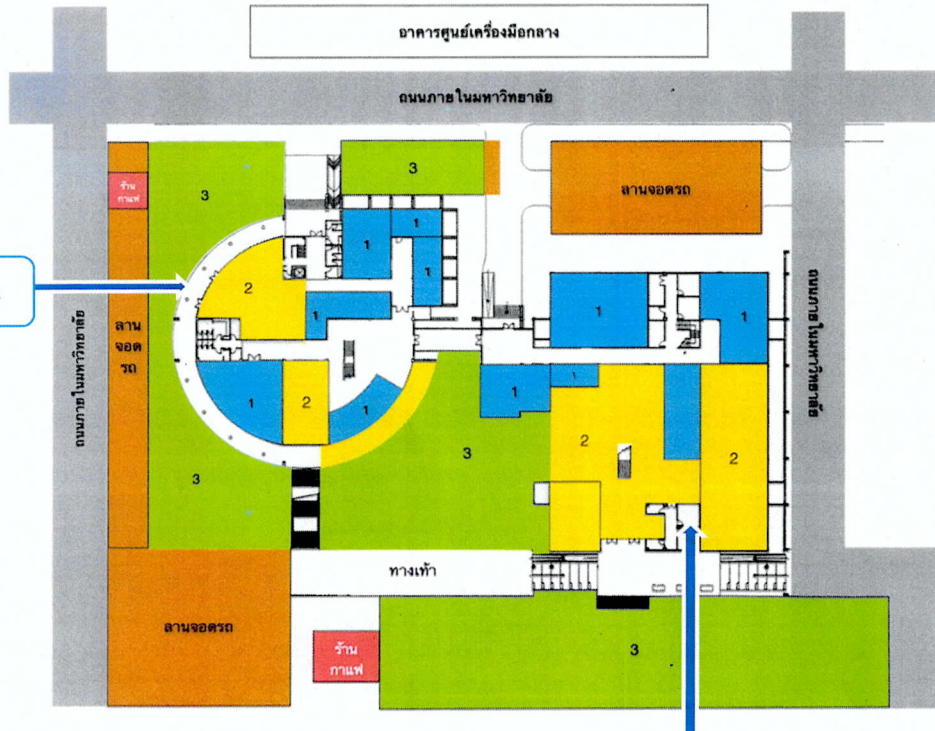 อาคารศูนย์เครื่องมือกลาง
ถนนภายในมหาวิทยาลัย
3
3
ร้าน
กาแฟ
ลานจอดรถ
1
1
1
2
1
1
1
ลาน
จอด
รถ
ถนนภายในมหาวิทยาลัย
ถนนภายในมหาวิทยาลัย
1
1
1
2
1
3
2
2
3
ทางเท้า
ลานจอดรถ
ร้าน
กาแฟ
3